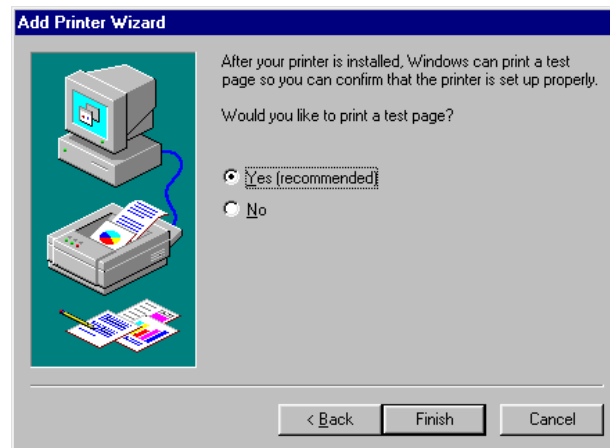 Add Printer Wizard
After your printer is installed, Windows can print a test
page so you can confirm that the printer is set up properly.
Would you like to print a test page?
Yes (recommended)
No
< Back
Finish
Cancel